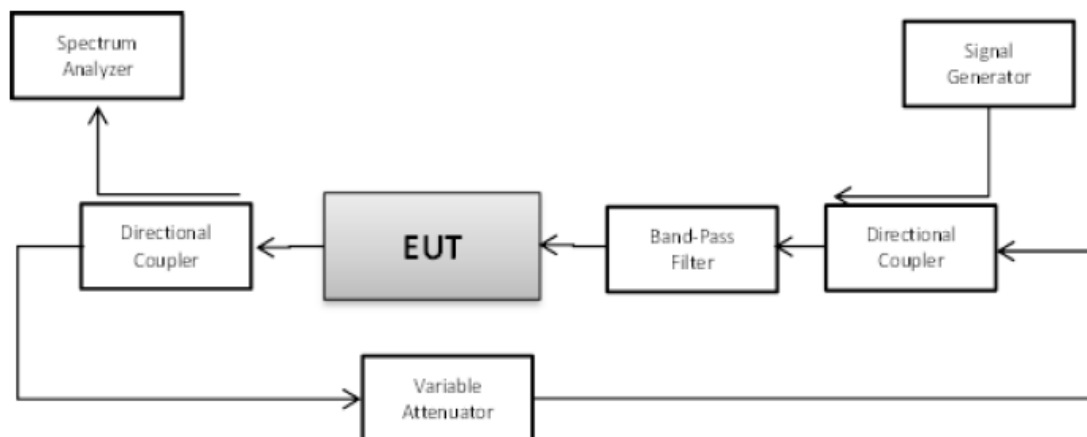 Spectrum
Analyzer
Signal
Generator
Directional
Coupler
EUT
Band-Pass
Filter
Directional
Coupler
Variable
Attenuator